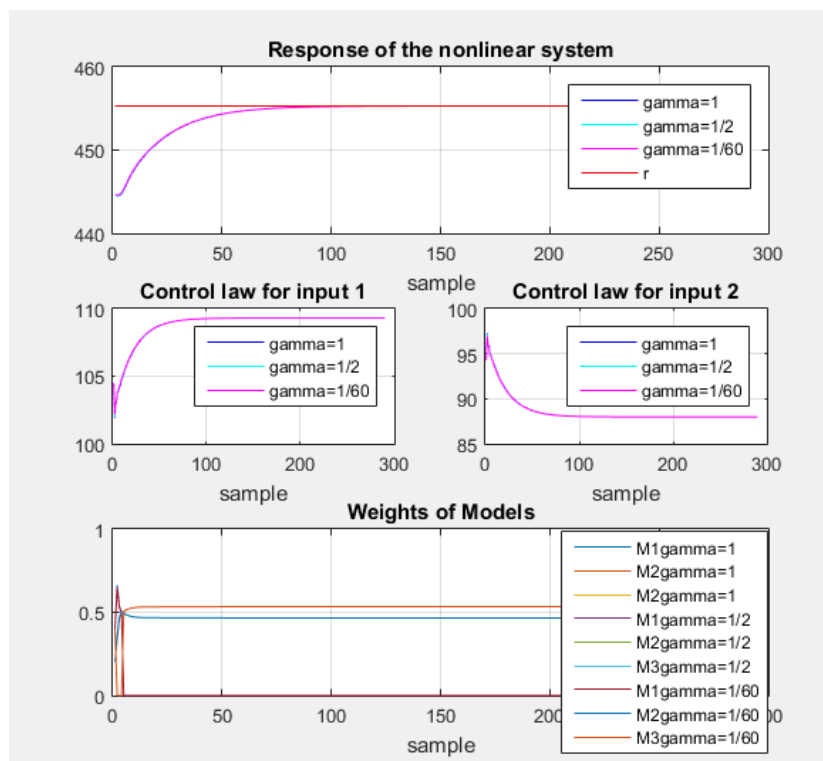 Response of the nonlinear system
460
450
440
0 50 100 150 200 250 300
sample
gamma=1
gamma=1/2
gamma=1/60
r
Control law for input 1
110
105
100
0 100 200 300
sample
gamma=1
gamma=1/2
gamma=1/60
Control law for input 2
100
95
90
85
0 100 200 300
sample
gamma=1
gamma=1/2
gamma=1/60
Weights of Models
1
0.5
0
0 50 100 150 200 00
sample
M1gamma=1
M2gamma=1
M2gamma=1
M1gamma=1/2
M2gamma=1/2
M3gamma=1/2
M1gamma=1/60
M2gamma=1/60
M3gamma=1/60